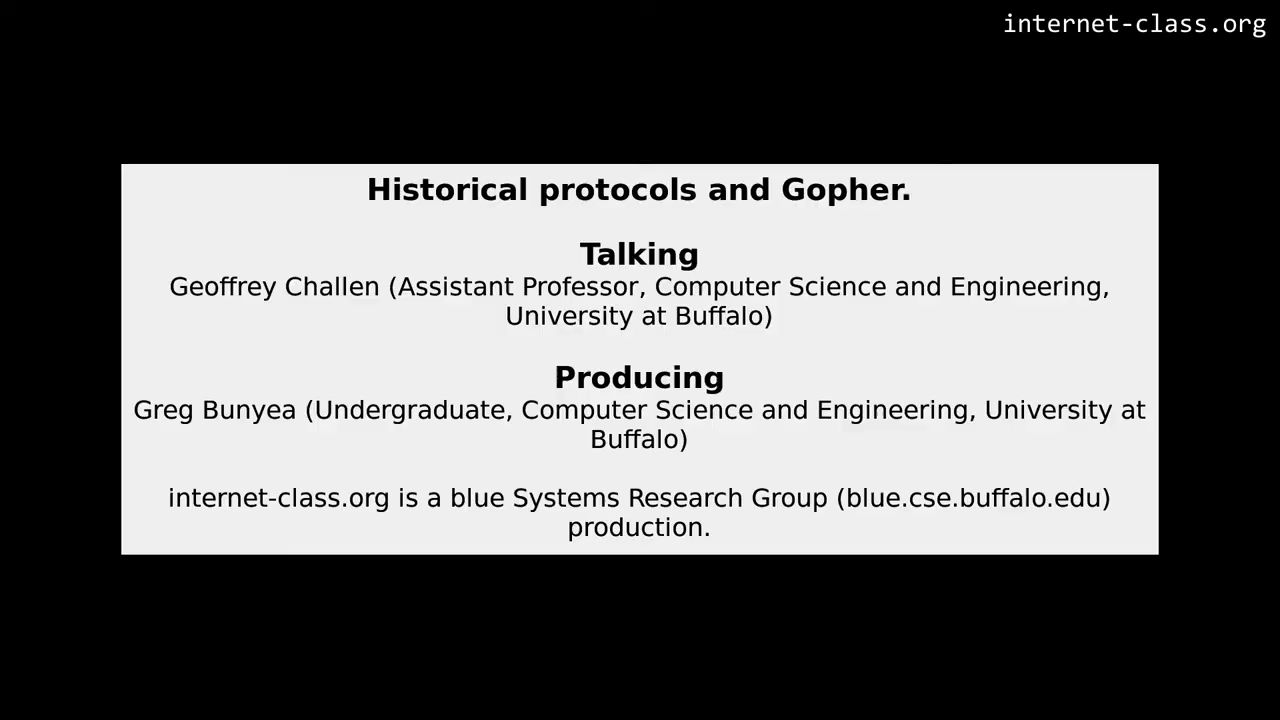 internet-class.org
Historical protocols and Gopher.
Talking
Geoffrey Challen (Assistant Professor, Computer Science and Engineering,
University at Buffalo)
Producing
Greg Bunyea (Undergraduate, Computer Science and Engineering, University at
Buffalo)
internet-class.org is a blue Systems Research Group (blue.cse.buffalo.edu)
production.